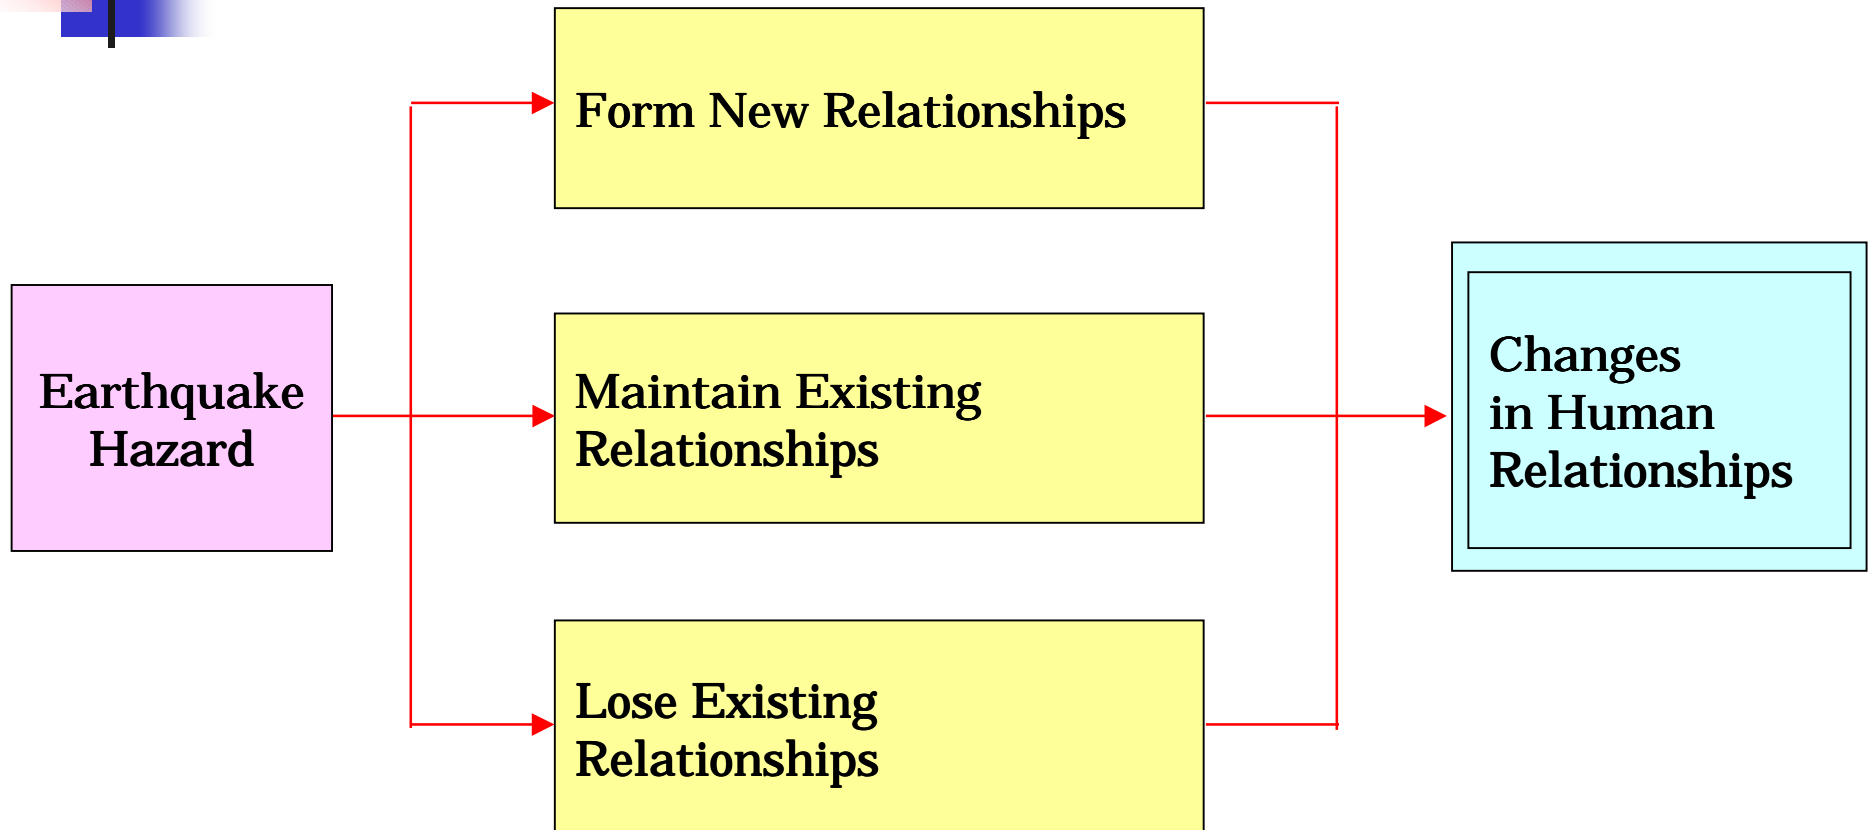 Form New Relationships
Earthquake
Hazard
Maintain Existing
Relationships
Changes
in Human
Relationships
Lose Existing
Relationships